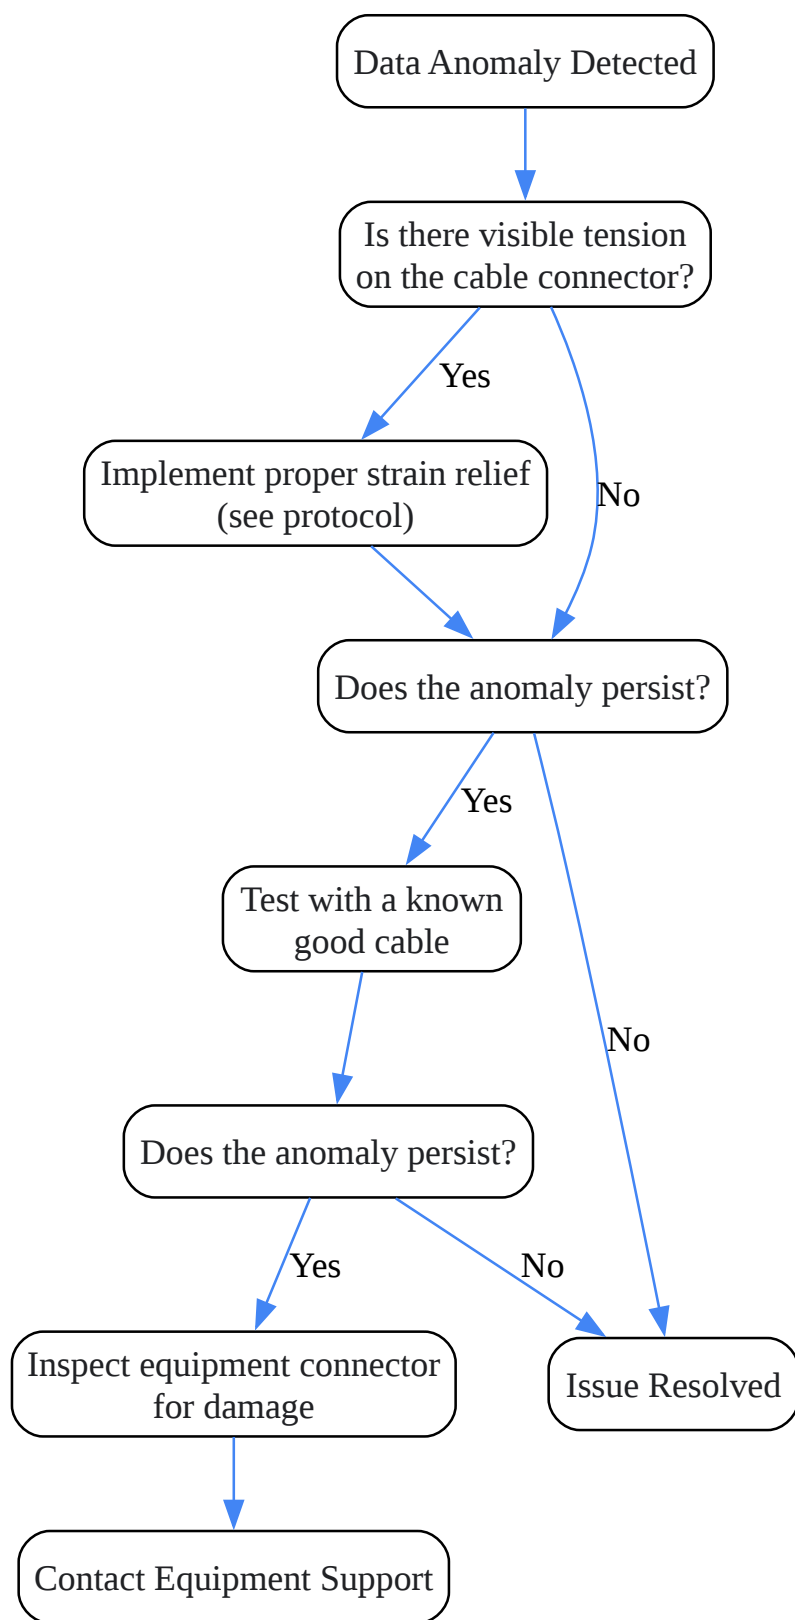 Data Anomaly Detected
Is there visible tension
on the cable connector?
Yes
Implement proper strain relief
(see protocol)
No
Does the anomaly persist?
Yes
Test with a known
good cable
No
Does the anomaly persist?
Yes
No
Inspect equipment connector
for damage
Issue Resolved
Contact Equipment Support